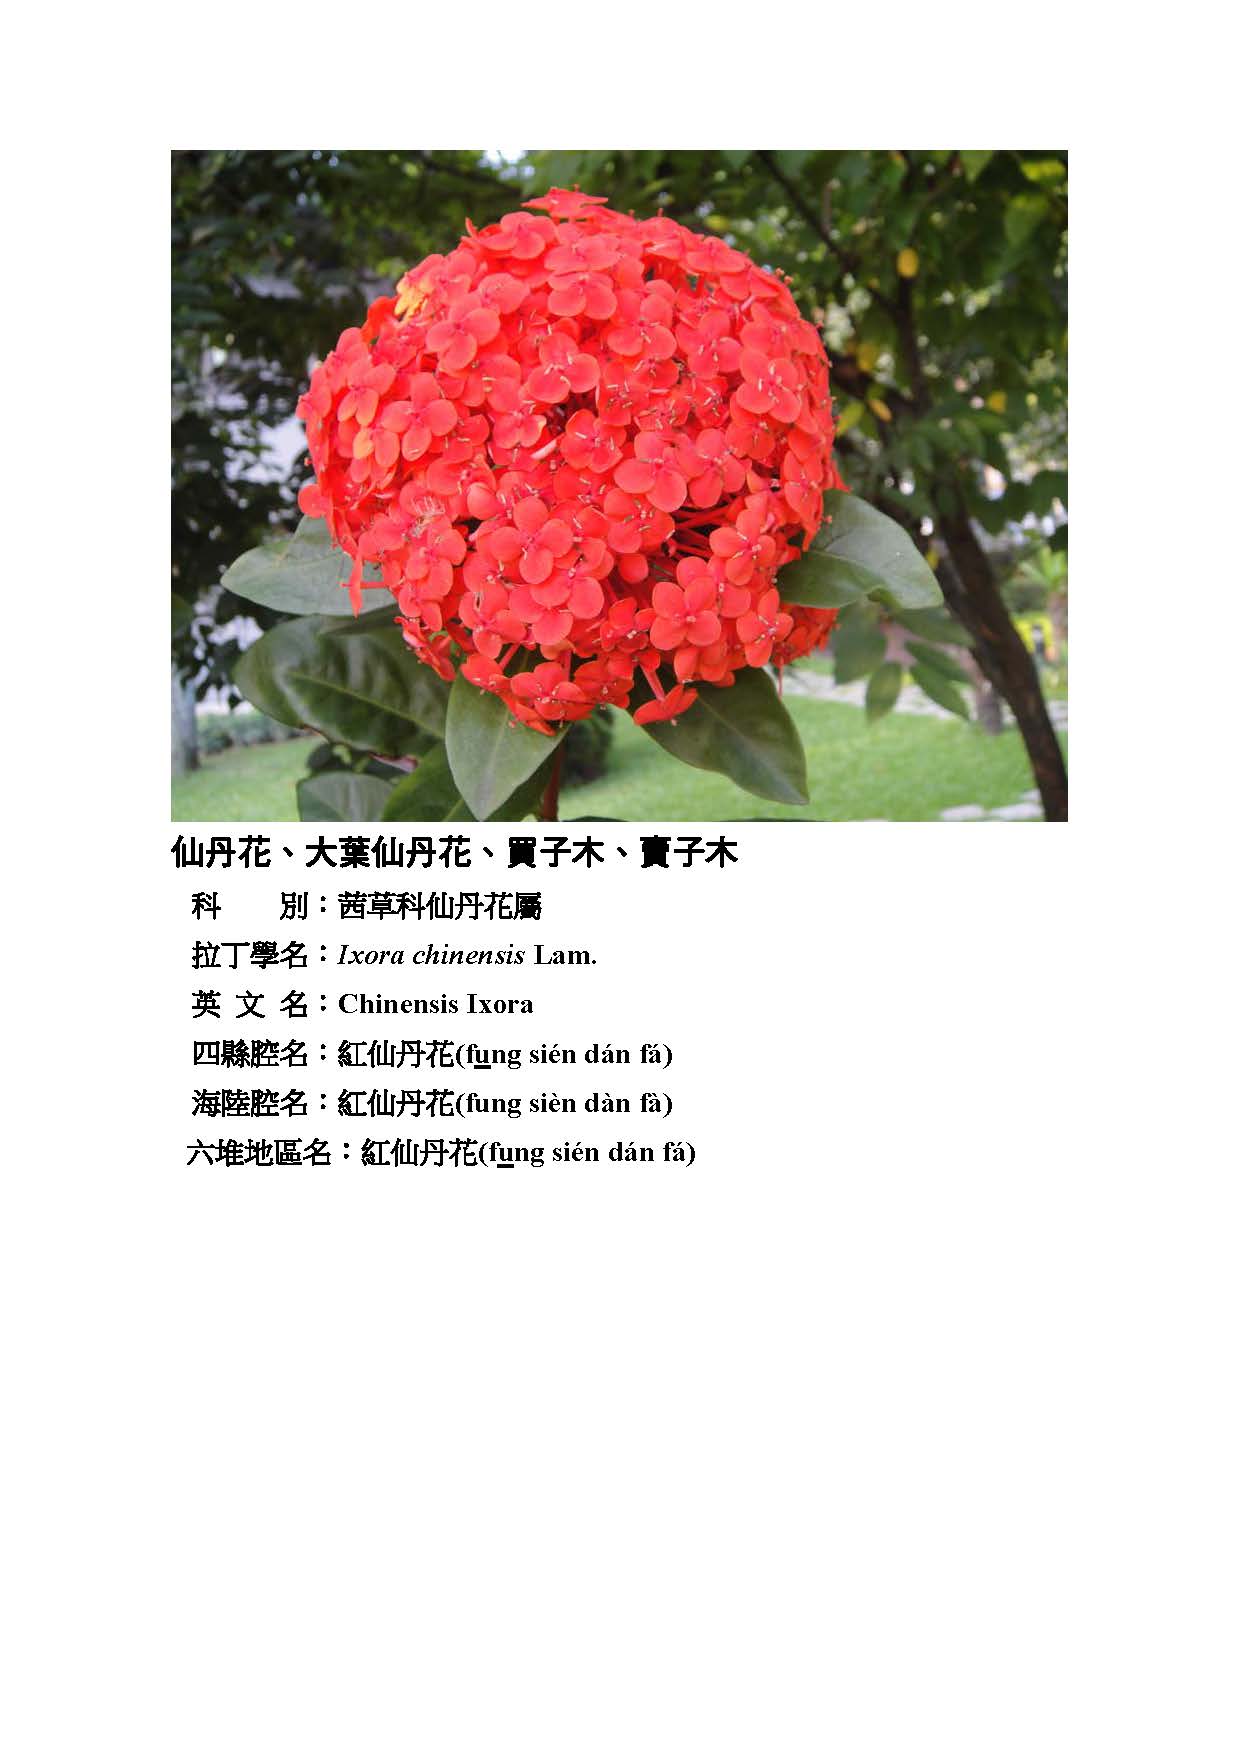 仙丹花、大葉仙丹花、買子木、賣子木
科　　別：茜草科仙丹花屬
拉丁學名：Ixora chinensis Lam.
英 文 名：Chinensis Ixora
四縣腔名：紅仙丹花(fung sién dán fá)
海陸腔名：紅仙丹花(fung sièn dàn fà)
六堆地區名：紅仙丹花(fung sién dán fá)